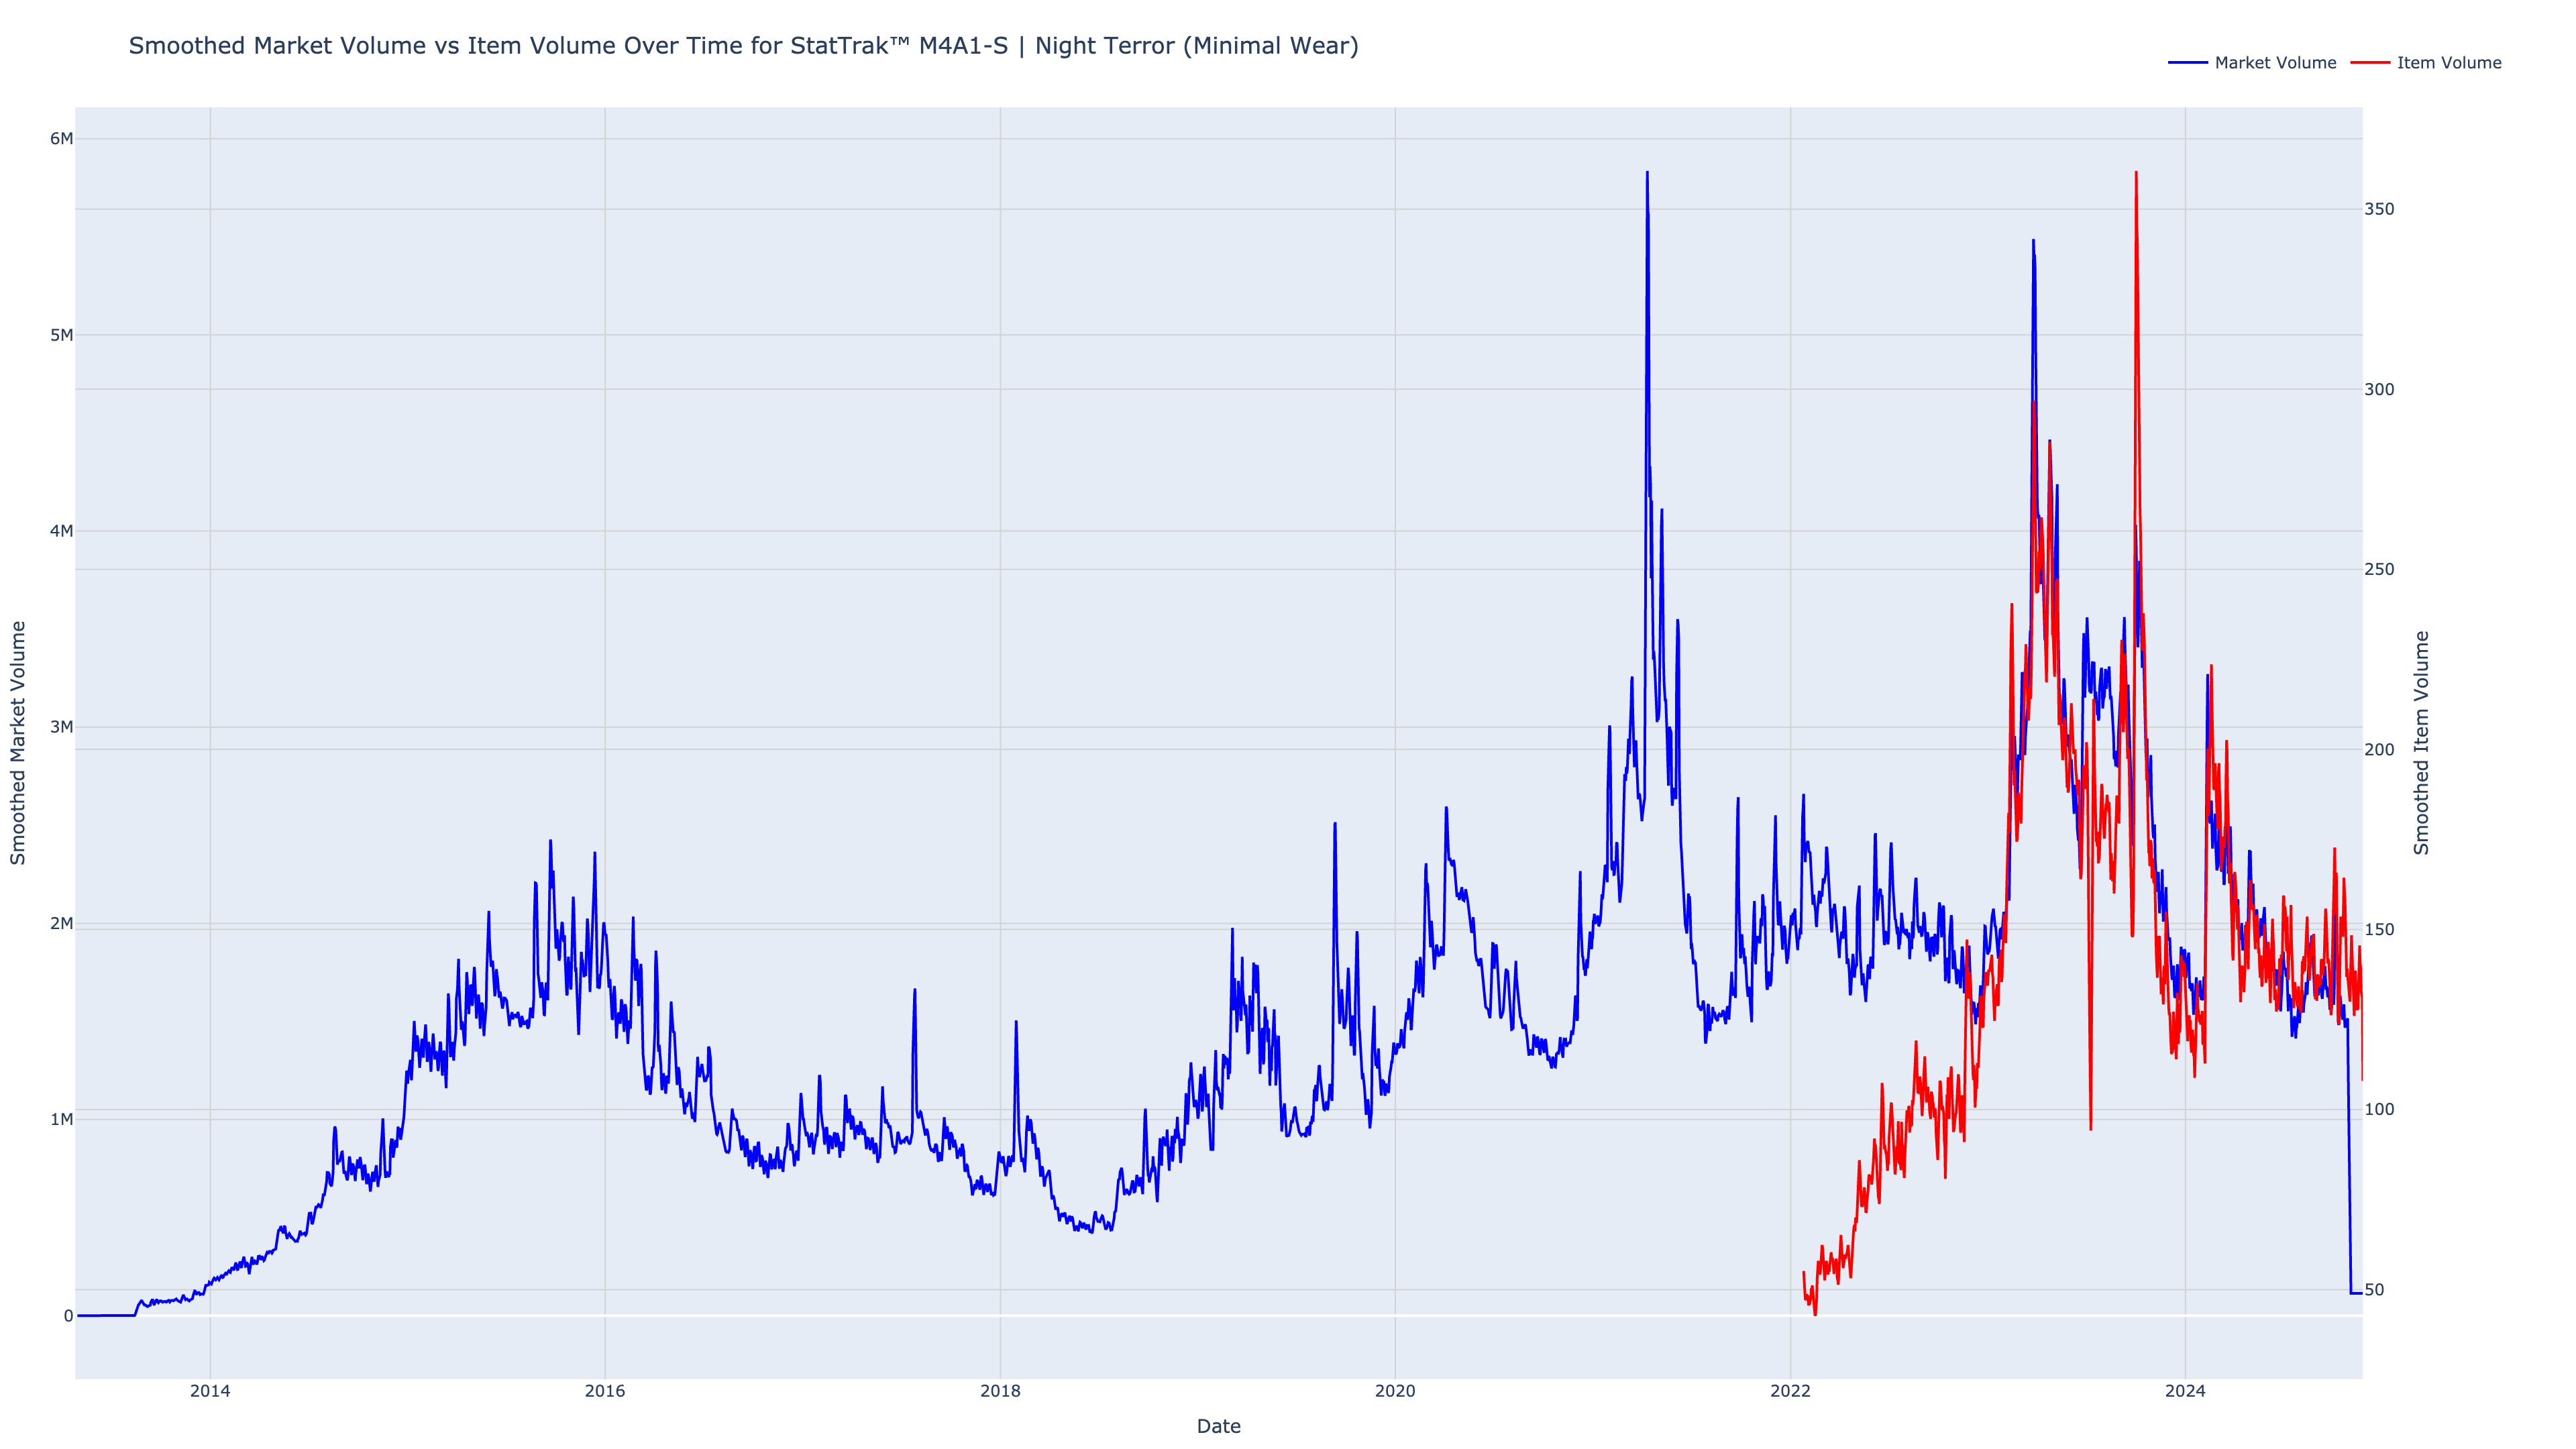 Smoothed Market Volume vs Item Volume Over Time for StatTrak™ M4A1-S | Night Terror (Minimal Wear)
Market Volume
Item Volume
6M
5M
4M
3M
2M
1M
0
Smoothed Market Volume
350
300
250
200
150
100
50
Smoothed Item Volume
2014
2016
2018
2020
2022
2024
Date